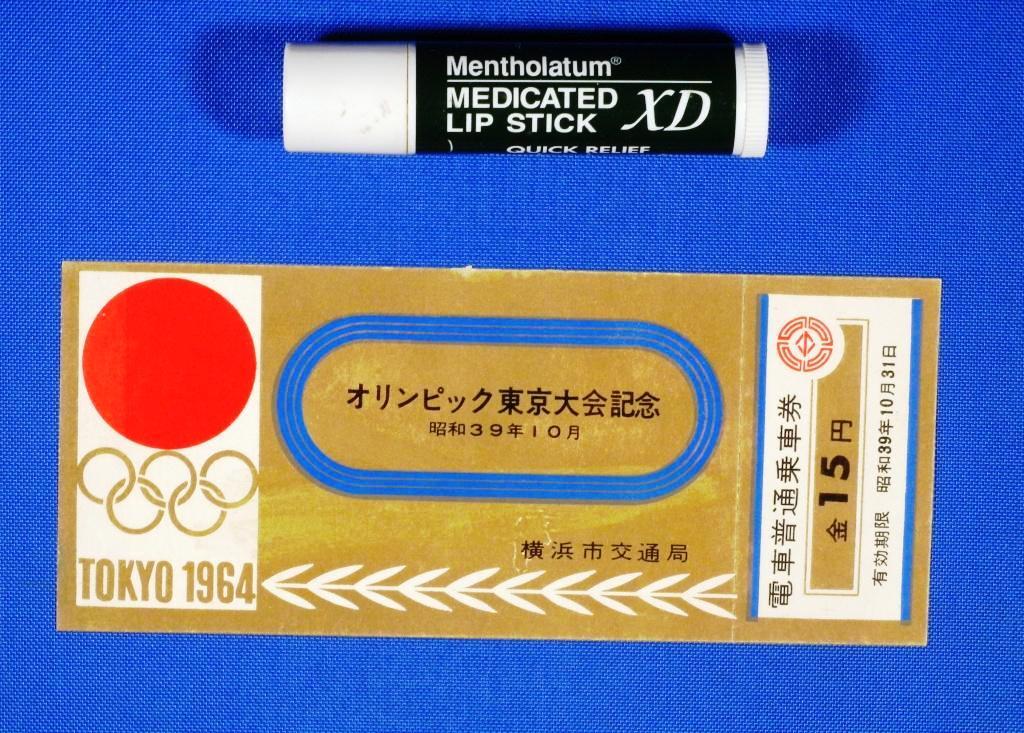 Mentholatum®
MEDICATED
LIP STICK XD
QUICK RELIEF
TOKYO 1964
オリンピック東京大会記念
昭和39年10月
横浜市交通局
電車普通乗車券
金15円
有効期限 昭和39年10月31日